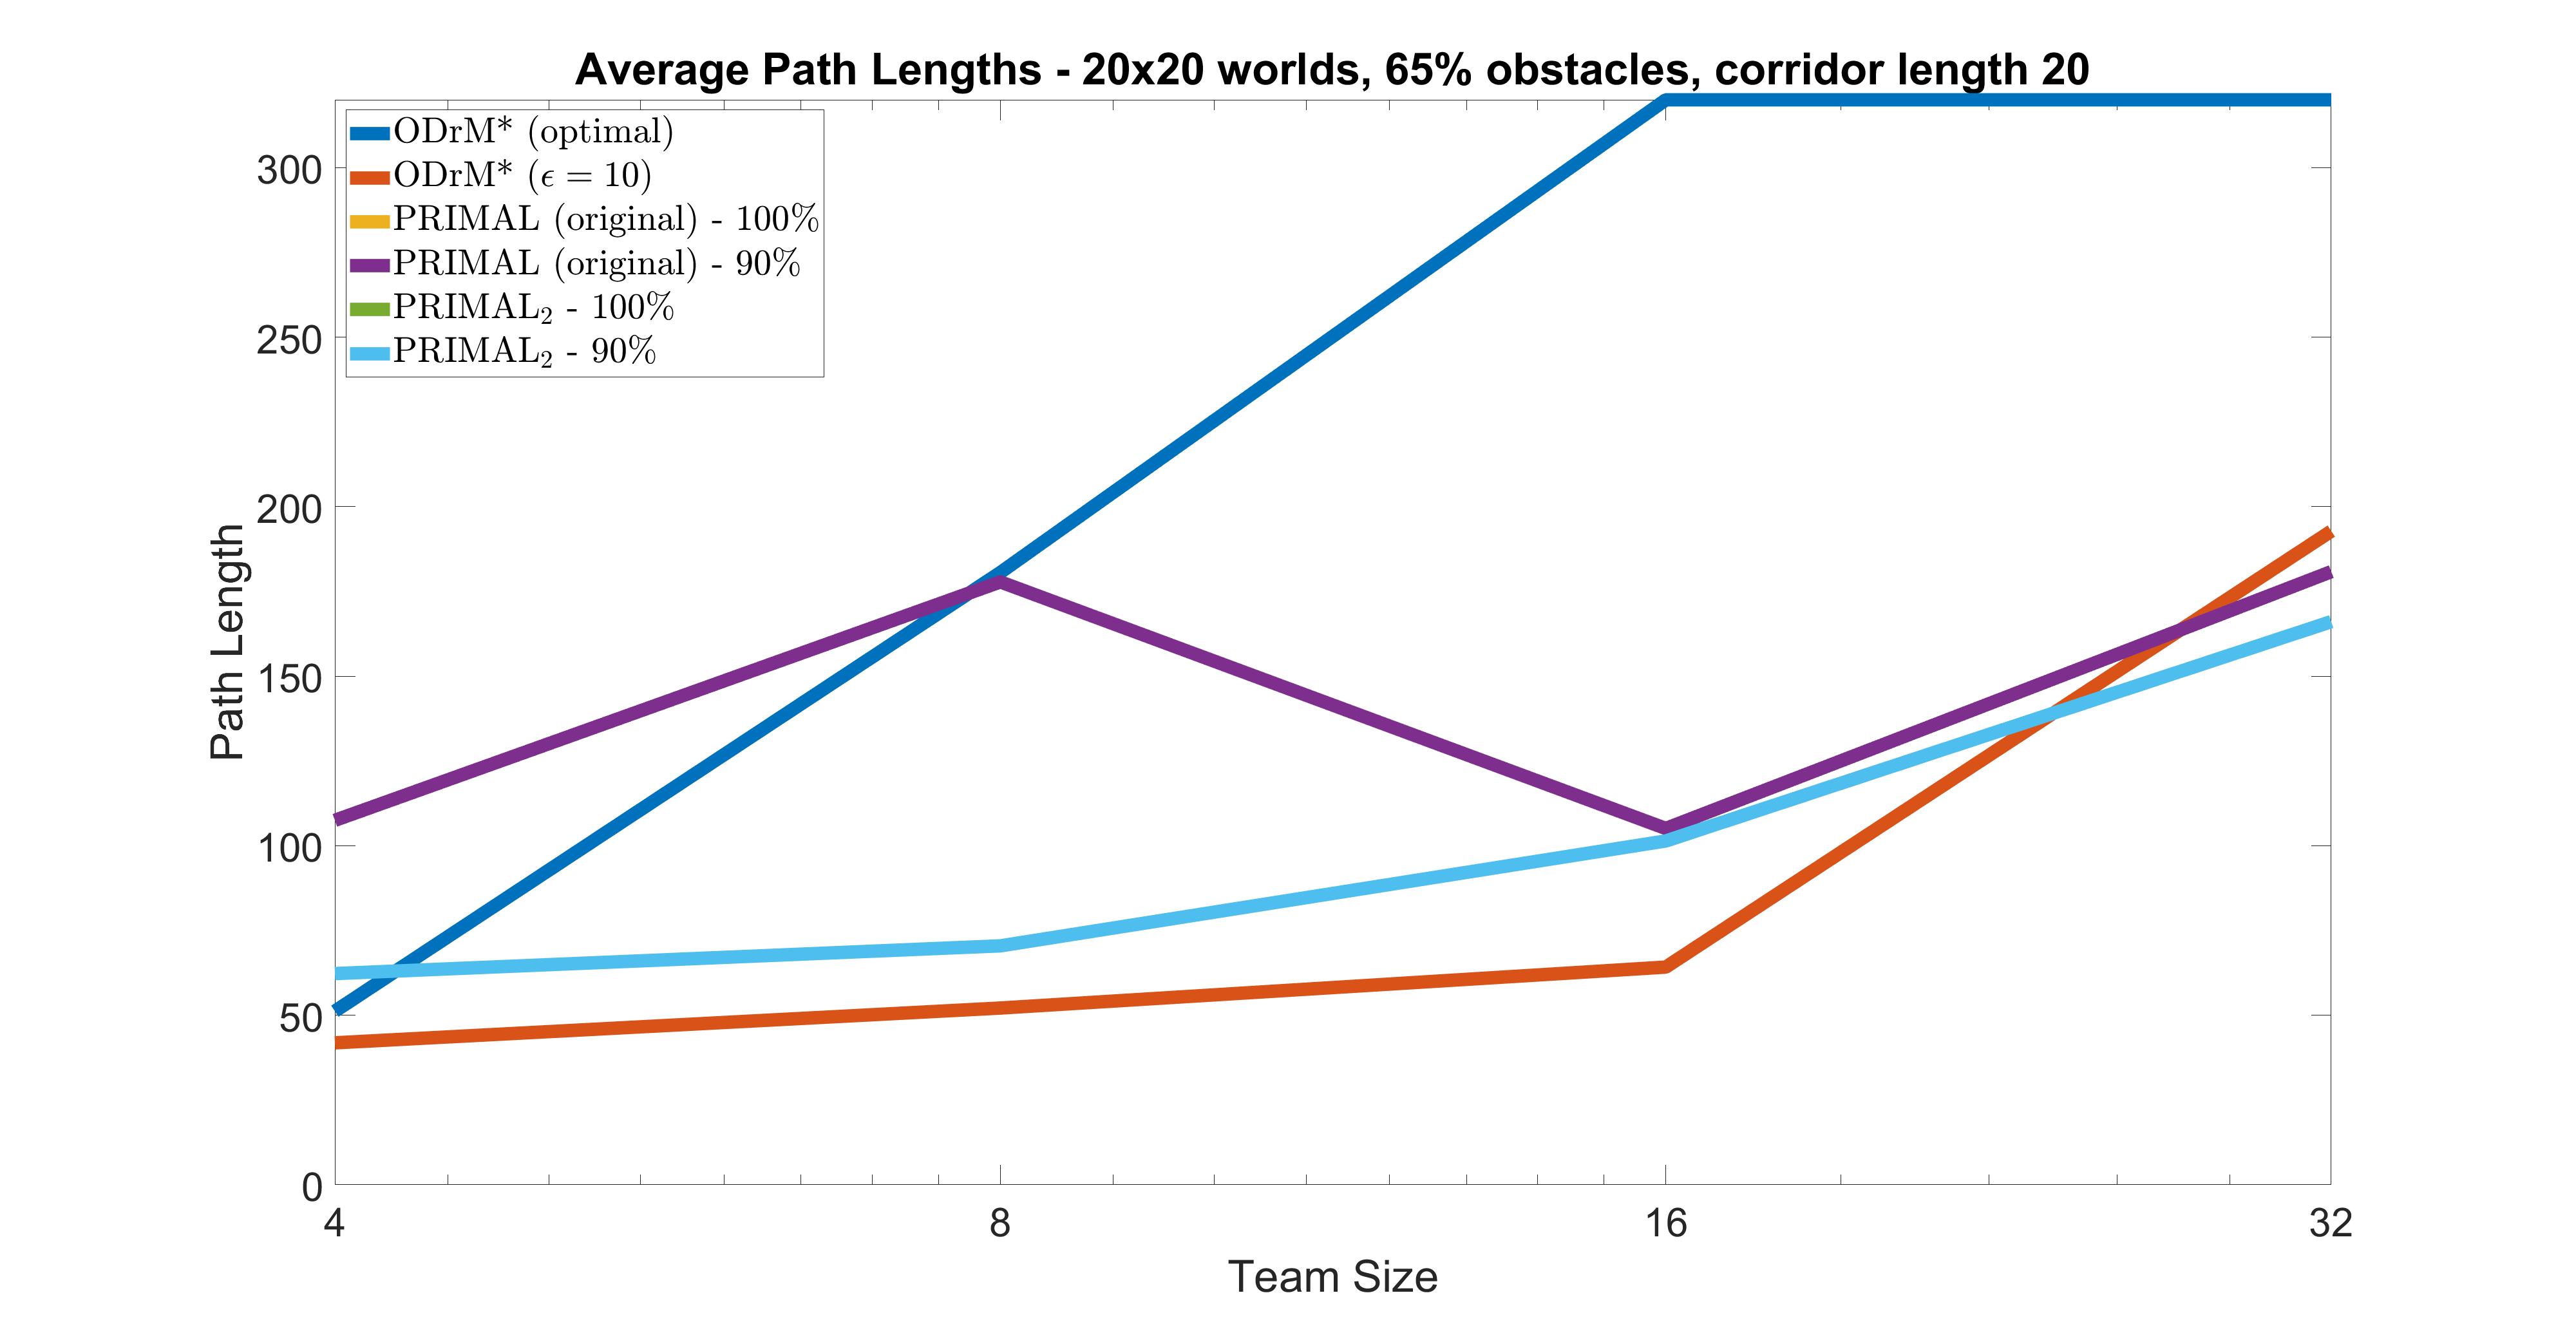 Average Path Lengths - 20x20 worlds, 65% obstacles, corridor length 20
ODrM* (optimal)
ODrM* (ϵ = 10)
PRIMAL (original) - 100%
PRIMAL (original) - 90%
PRIMAL₂ - 100%
PRIMAL₂ - 90%
Path Length
300
250
200
150
100
50
0
4 8 16 32
Team Size